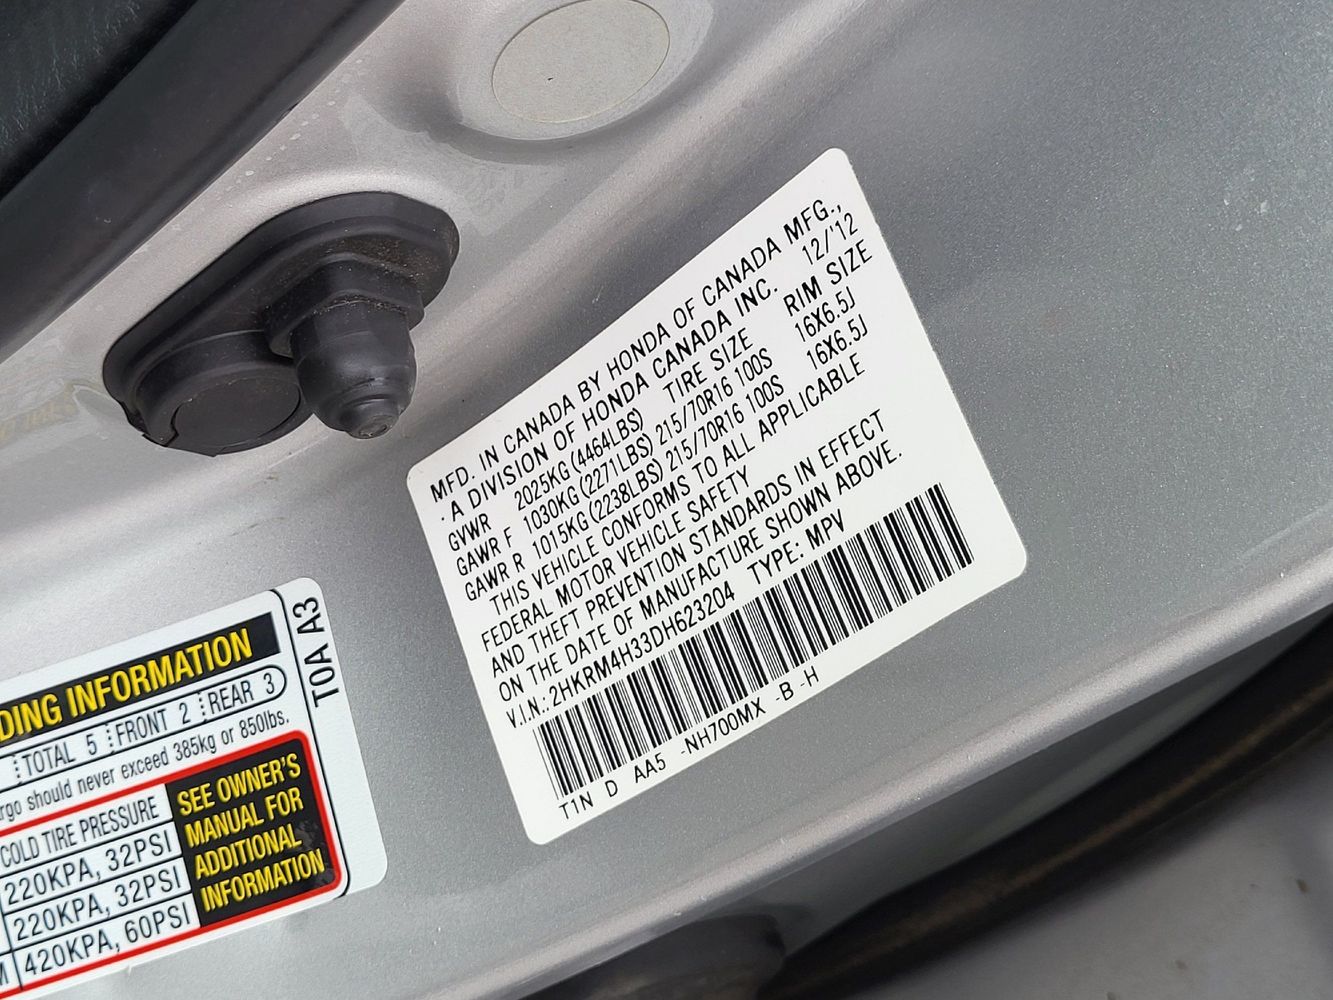 MFD. IN CANADA BY HONDA OF CANADA MFG.,
A DIVISION OF HONDA CANADA INC. 12/'12
GVWR 2025KG (4464LBS) TIRE SIZE RIM SIZE
GAWR F 1030KG (2271LBS) 215/70R16 100S 16X6.5J
GAWR R 1015KG (2238LBS) 215/70R16 100S 16X6.5J
THIS VEHICLE CONFORMS TO ALL APPLICABLE
FEDERAL MOTOR VEHICLE SAFETY
AND THEFT PREVENTION STANDARDS IN EFFECT
ON THE DATE OF MANUFACTURE SHOWN ABOVE.
V.I.N.: 2HKRM4H33DH623204 TYPE: MPV
T1N D AA5 -NH700MX -B -H
DING INFORMATION
TOTAL 5 FRONT 2 REAR 3
rgo should never exceed 385kg or 850lbs.
COLD TIRE PRESSURE
220KPA, 32PSI
220KPA, 32PSI
420KPA, 60PSI
SEE OWNER'S
MANUAL FOR
ADDITIONAL
INFORMATION
T0A A3